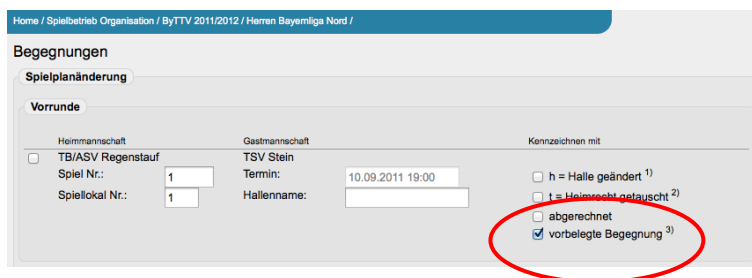 Home / Spielbetrieb Organisation / ByTTV 2011/2012 / Herren Bayernliga Nord /
Begegnungen
Spielplanänderung
Vorrunde
Heimmannschaft Gastmannschaft Kennzeichnen mit
TB/ASV Regenstauf TSV Stein
Spiel Nr.: 1 Termin: 10.09.2011 19:00 h = Halle geändert 1)
Spiellokal Nr.: 1 Hallenname: t = Heimrecht getauscht 2)
abgerechnet
vorbelegte Begegnung 3)